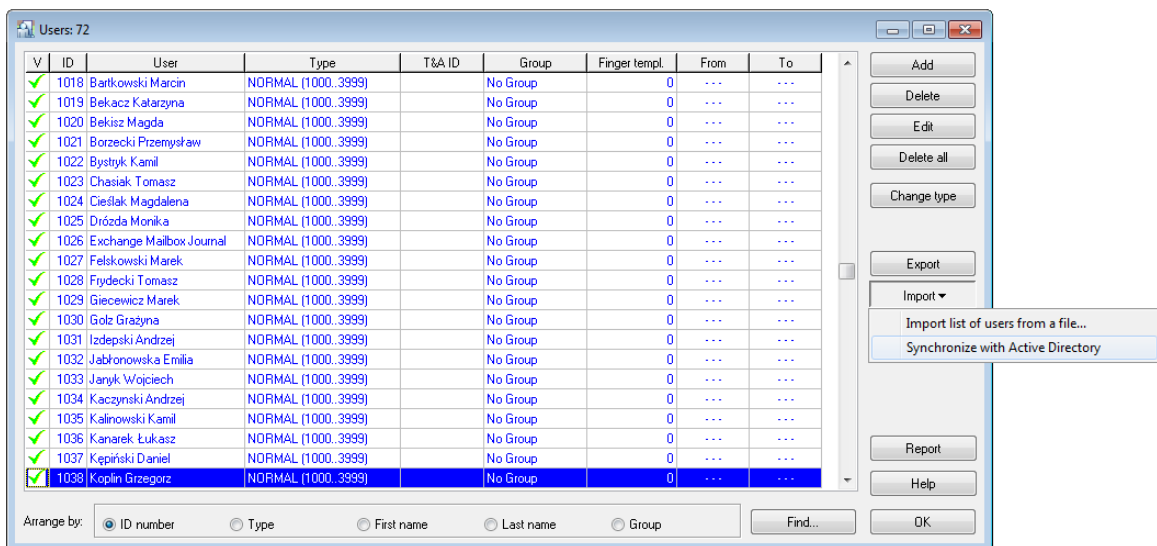 Users: 72
V ID User Type T&A ID Group Finger templ. From To
1018 Bartkowski Marcin NORMAL (1000..3999) No Group 0 - - - - - -
1019 Bekacz Katarzyna NORMAL (1000..3999) No Group 0 - - - - - -
1020 Bekisz Magda NORMAL (1000..3999) No Group 0 - - - - - -
1021 Borzecki Przemysław NORMAL (1000..3999) No Group 0 - - - - - -
1022 Bystryk Kamil NORMAL (1000..3999) No Group 0 - - - - - -
1023 Chasiak Tomasz NORMAL (1000..3999) No Group 0 - - - - - -
1024 Cieślak Magdalena NORMAL (1000..3999) No Group 0 - - - - - -
1025 Drózda Monika NORMAL (1000..3999) No Group 0 - - - - - -
1026 Exchange Mailbox Journal NORMAL (1000..3999) No Group 0 - - - - - -
1027 Felskowski Marek NORMAL (1000..3999) No Group 0 - - - - - -
1028 Frydecki Tomasz NORMAL (1000..3999) No Group 0 - - - - - -
1029 Giecewicz Marek NORMAL (1000..3999) No Group 0 - - - - - -
1030 Golz Grażyna NORMAL (1000..3999) No Group 0 - - - - - -
1031 Izdepski Andrzej NORMAL (1000..3999) No Group 0 - - - - - -
1032 Jabłonowska Emilia NORMAL (1000..3999) No Group 0 - - - - - -
1033 Janyk Wojciech NORMAL (1000..3999) No Group 0 - - - - - -
1034 Kaczynski Andrzej NORMAL (1000..3999) No Group 0 - - - - - -
1035 Kalinowski Kamil NORMAL (1000..3999) No Group 0 - - - - - -
1036 Kanarek Łukasz NORMAL (1000..3999) No Group 0 - - - - - -
1037 Kępiński Daniel NORMAL (1000..3999) No Group 0 - - - - - -
1038 Koplin Grzegorz NORMAL (1000..3999) No Group 0 - - - - - -
Add
Delete
Edit
Delete all
Change type
Export
Import
Import list of users from a file...
Synchronize with Active Directory
Report
Help
Arrange by: ID number Type First name Last name Group Find... OK